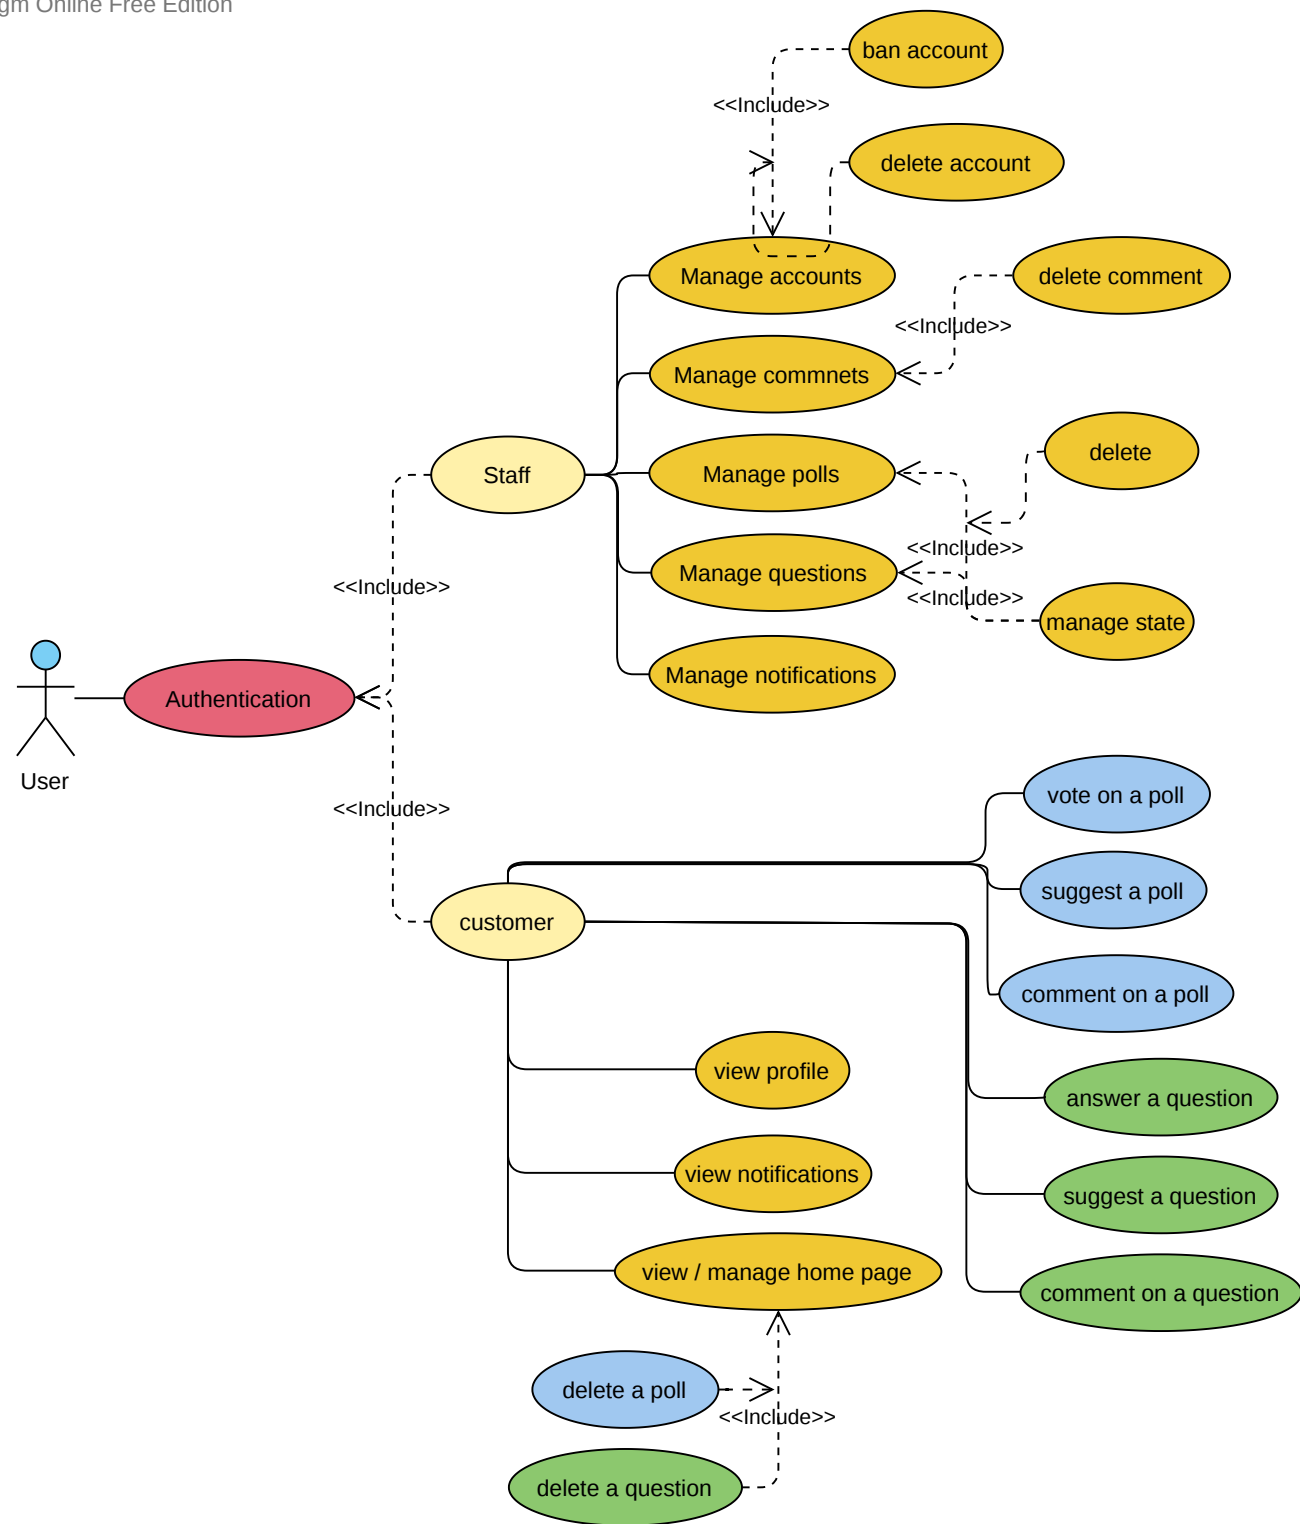 gm Online Free Edition
ban account
<<Include>>
delete account
Manage accounts
delete comment
<<Include>>
Manage commnets
delete
Staff
Manage polls
<<Include>>
Manage questions
<<Include>>
<<Include>>
manage state
Manage notifications
Authentication
User
vote on a poll
<<Include>>
suggest a poll
customer
comment on a poll
view profile
answer a question
view notifications
suggest a question
view / manage home page
comment on a question
delete a poll
<<Include>>
delete a question